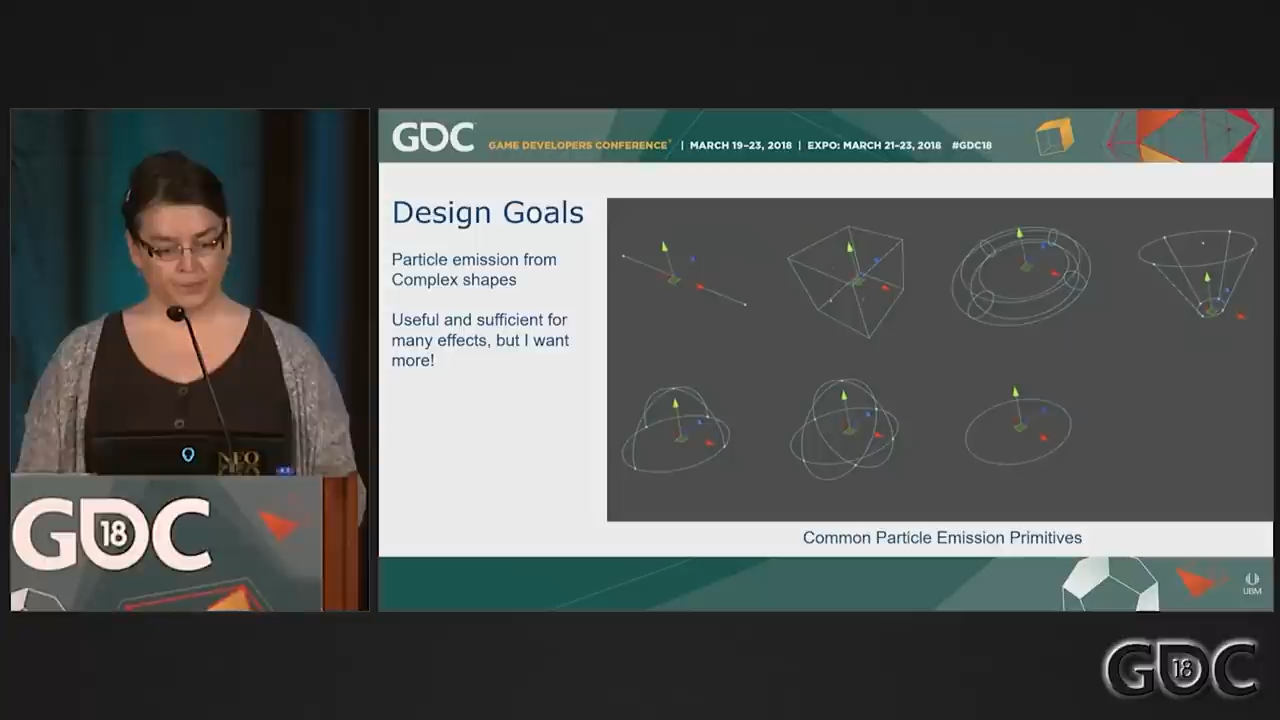 GDC
GAME DEVELOPERS CONFERENCE | MARCH 19–23, 2018 | EXPO: MARCH 21–23, 2018 #GDC18
Design Goals
Particle emission from
Complex shapes
Useful and sufficient for
many effects, but I want
more!
Common Particle Emission Primitives
UBM
NEO
GDC
18
GDC
18